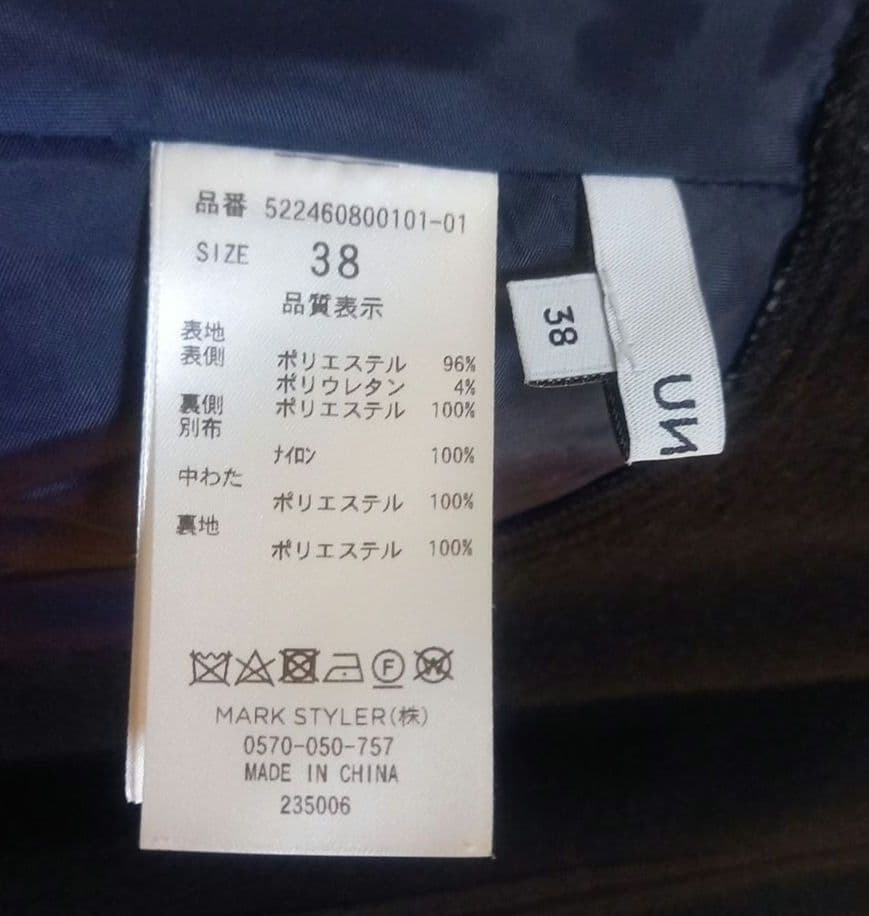 品番 522460800101-01
SIZE 38
品質表示
表地
表側 ポリエステル 96%
ポリウレタン 4%
裏側 ポリエステル 100%
別布
ナイロン 100%
中わた
ポリエステル 100%
裏地
ポリエステル 100%
F W
MARK STYLER(株)
0570-050-757
MADE IN CHINA
235006
38
UN